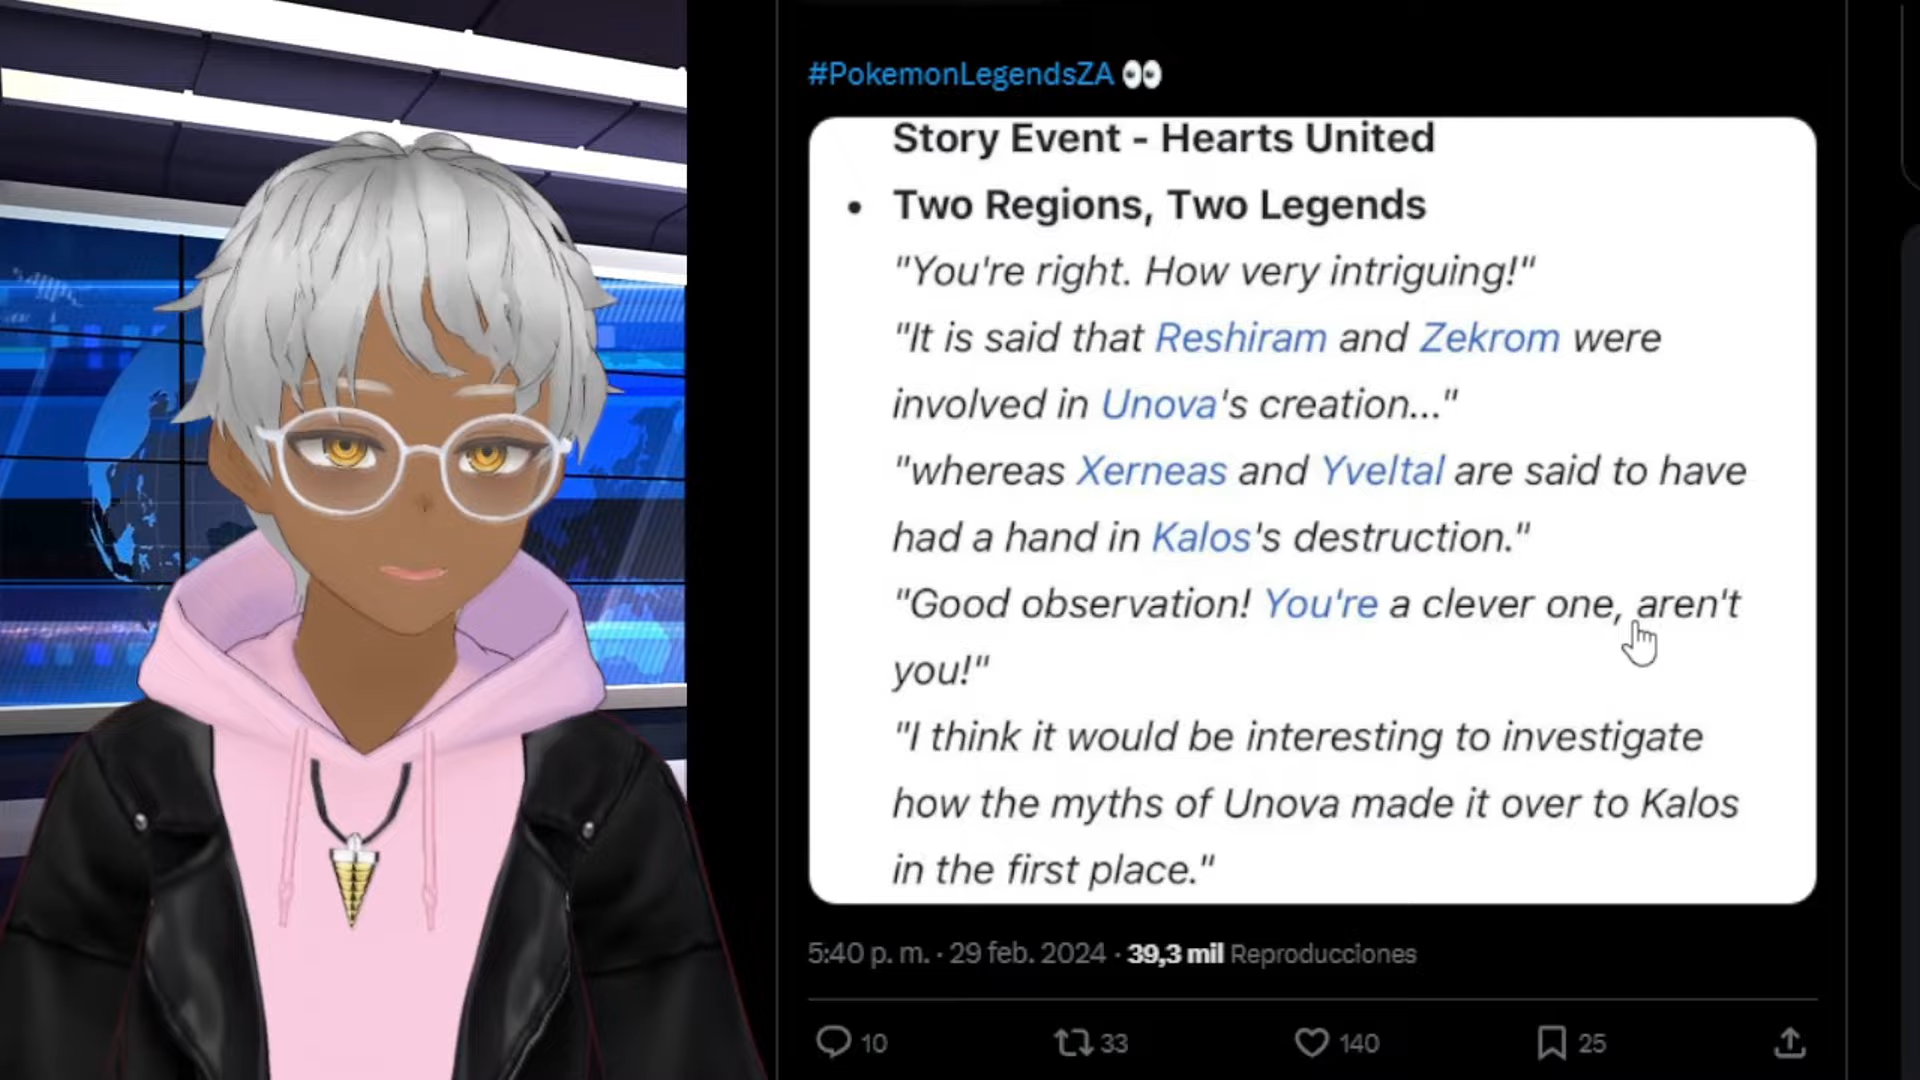 #PokemonLegendsZA 👀
Story Event - Hearts United
• Two Regions, Two Legends
"You're right. How very intriguing!"
"It is said that Reshiram and Zekrom were
involved in Unova's creation..."
"whereas Xerneas and Yveltal are said to have
had a hand in Kalos's destruction."
"Good observation! You're a clever one, aren't
you!"
"I think it would be interesting to investigate
how the myths of Unova made it over to Kalos
in the first place."
5:40 p. m. · 29 feb. 2024 · 39,3 mil Reproducciones
10 33 140 25